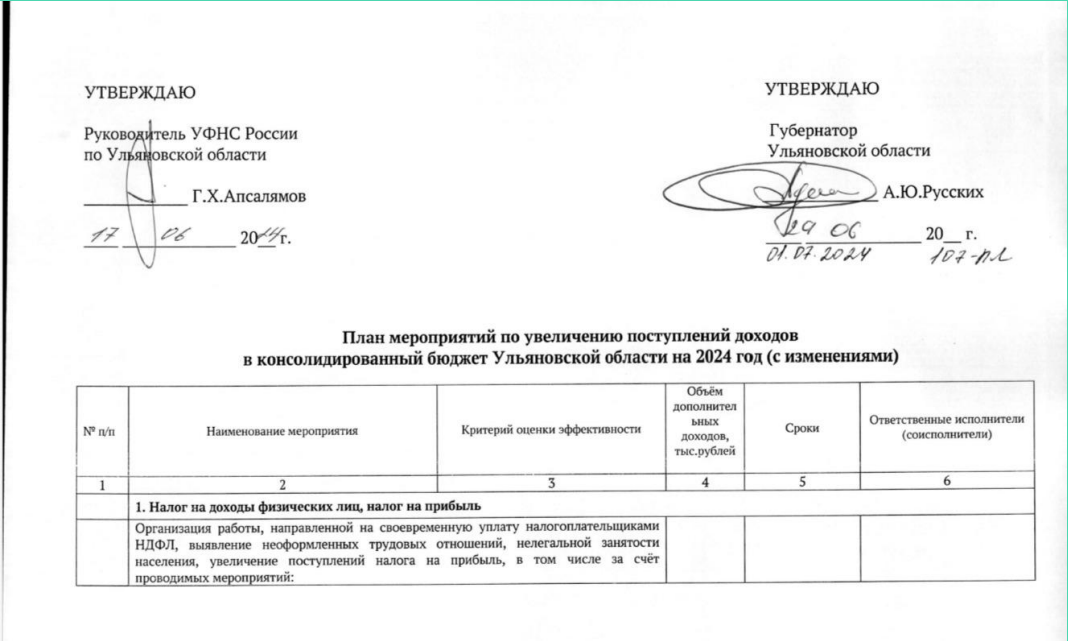 УТВЕРЖДАЮ
Руководитель УФНС России
по Ульяновской области
Г.Х.Апсалямов
17 06 2024 г.
УТВЕРЖДАЮ
Губернатор
Ульяновской области
А.Ю.Русских
29 06 20__ г.
01.07.2024 107-пл
План мероприятий по увеличению поступлений доходов
в консолидированный бюджет Ульяновской области на 2024 год (с изменениями)
№ п/п
Наименование мероприятия
Критерий оценки эффективности
Объём
дополнител
ьных
доходов,
тыс.рублей
Сроки
Ответственные исполнители
(соисполнители)
1 2 3 4 5 6
1. Налог на доходы физических лиц, налог на прибыль
Организация работы, направленной на своевременную уплату налогоплательщиками
НДФЛ, выявление неоформленных трудовых отношений, нелегальной занятости
населения, увеличение поступлений налога на прибыль, в том числе за счёт
проводимых мероприятий: